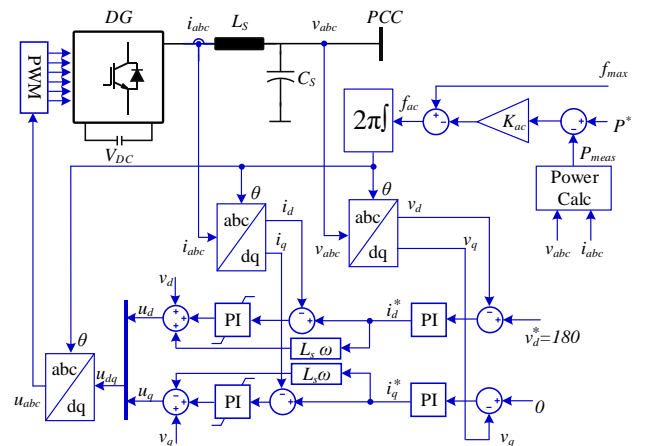 DG
i_abc
L_S
v_abc
PCC
PWM
C_S
V_DC
f_max
f_ac
2π∫
+
−
K_ac
−
P*
P_meas
Power
Calc
v_abc
i_abc
θ
θ
θ
abc
dq
i_d
i_q
i_abc
abc
dq
v_d
v_q
v_abc
v_d
u_d
+
+
+
PI
−
+
i_d*
PI
−
+
v_d*=180
L_s ω
abc
dq
u_dq
u_abc
L_sω
u_q
−
+
+
PI
−
+
i_q*
PI
+
−
0
v_q
v_q